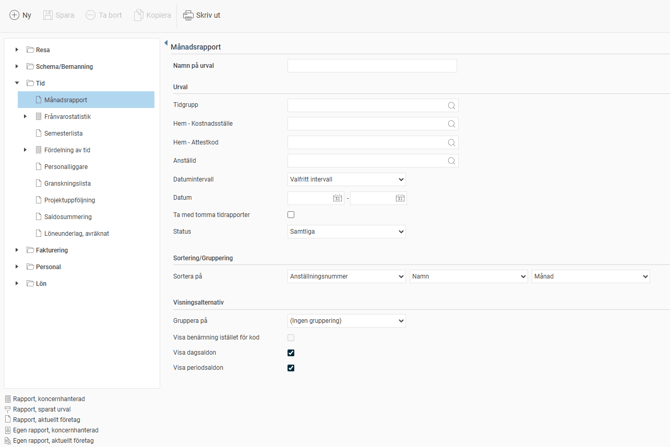 Ny Spara Ta bort Kopiera Skriv ut
Resa
Schema/Bemanning
Tid
Månadsrapport
Frånvarostatistik
Semesterlista
Fördelning av tid
Personalliggare
Granskningslista
Projektuppföljning
Saldosummering
Löneunderlag, avräknat
Fakturering
Personal
Lön
Månadsrapport
Namn på urval
Urval
Tidgrupp
Hem - Kostnadsställe
Hem - Attestkod
Anställd
Datumintervall Valfritt intervall
Datum -
Ta med tomma tidrapporter
Status Samtliga
Sortering/Gruppering
Sortera på Anställningsnummer Namn Månad
Visningsalternativ
Gruppera på (Ingen gruppering)
Visa benämning istället för kod
Visa dagsaldon
Visa periodsaldon
Rapport, koncernhanterad
Rapport, sparat urval
Rapport, aktuellt företag
Egen rapport, koncernhanterad
Egen rapport, aktuellt företag